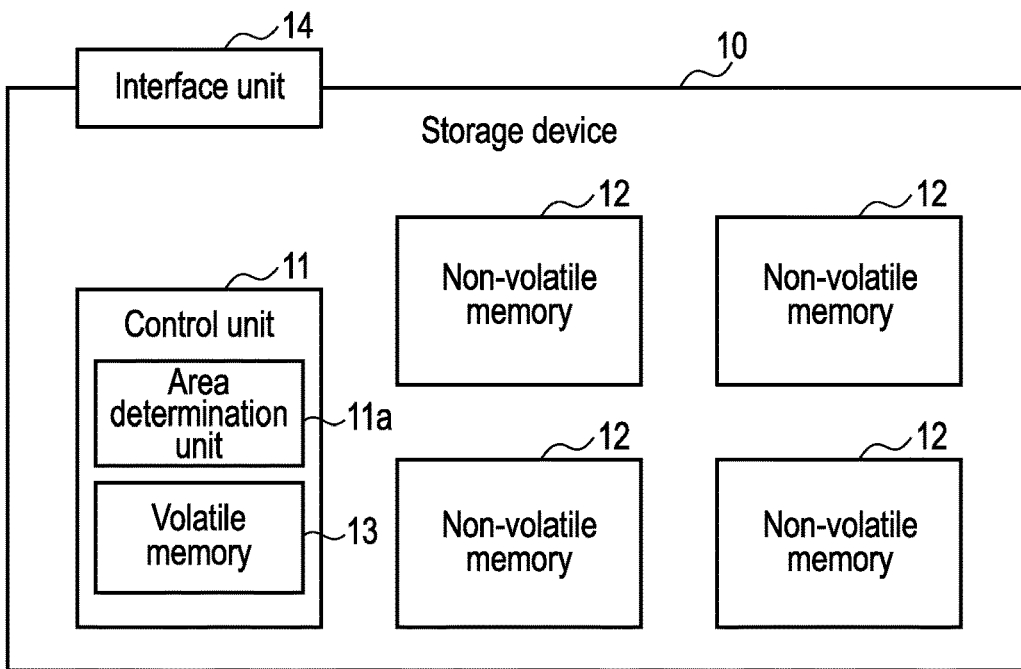 14
10
Interface unit
Storage device
12
12
Non-volatile
memory
Non-volatile
memory
11
Control unit
Area
determination
unit
11a
Volatile
memory
13
12
12
Non-volatile
memory
Non-volatile
memory